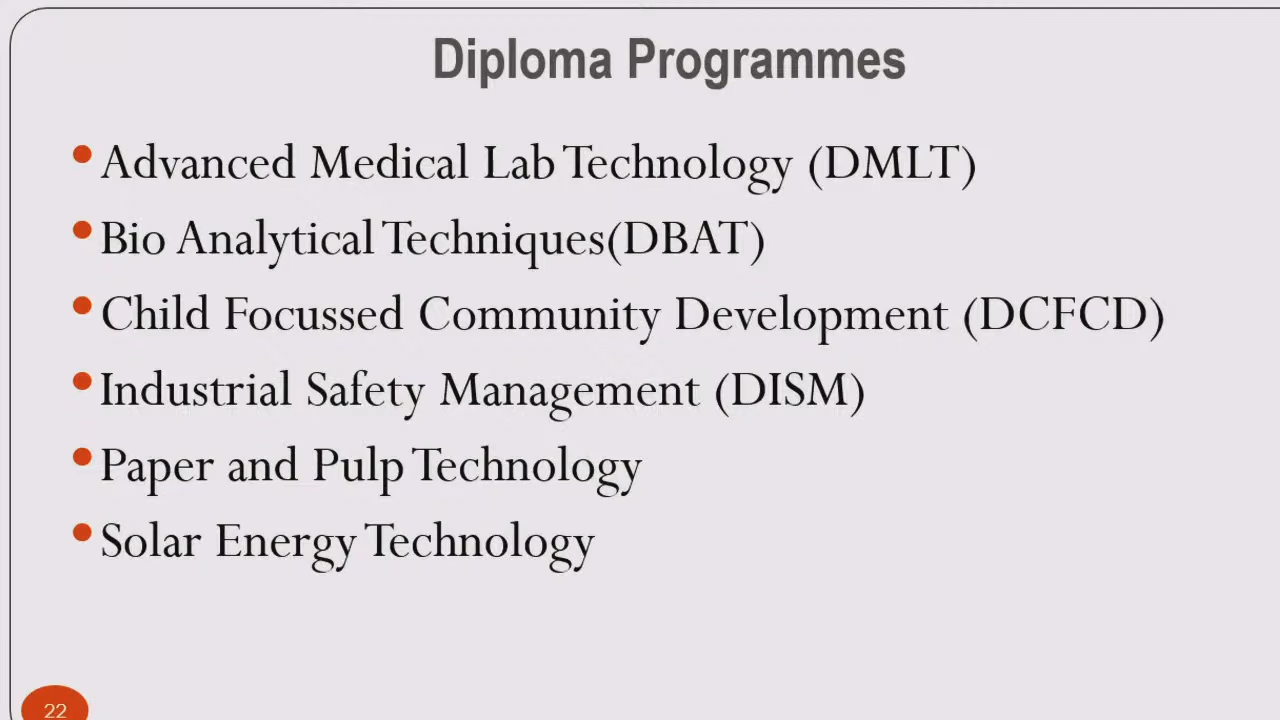 Diploma Programmes
•Advanced Medical Lab Technology (DMLT)
•Bio Analytical Techniques(DBAT)
•Child Focussed Community Development (DCFCD)
•Industrial Safety Management (DISM)
•Paper and Pulp Technology
•Solar Energy Technology
22